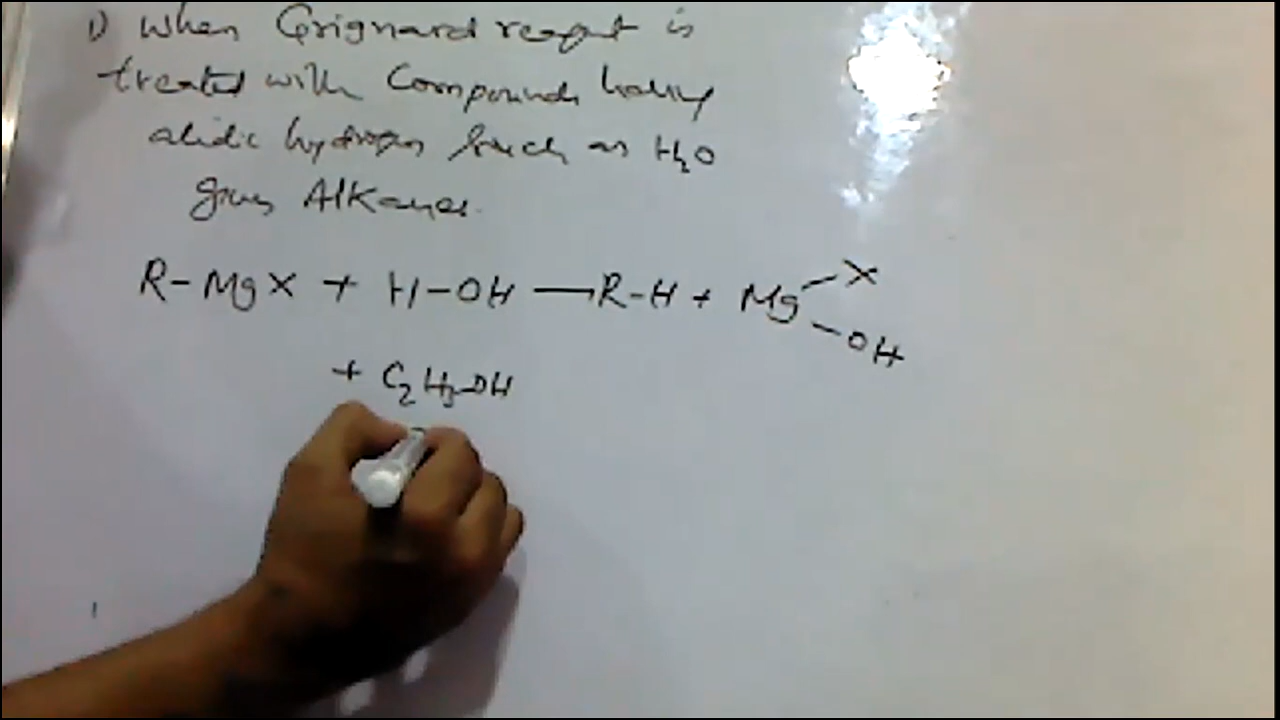 1) When Grignard reagent is
treated with Compounds having
acidic hydrogen such as H₂O
gives Alkanes.
R-MgX + H-OH → R-H + Mg X
OH
+ C₂H₅-OH